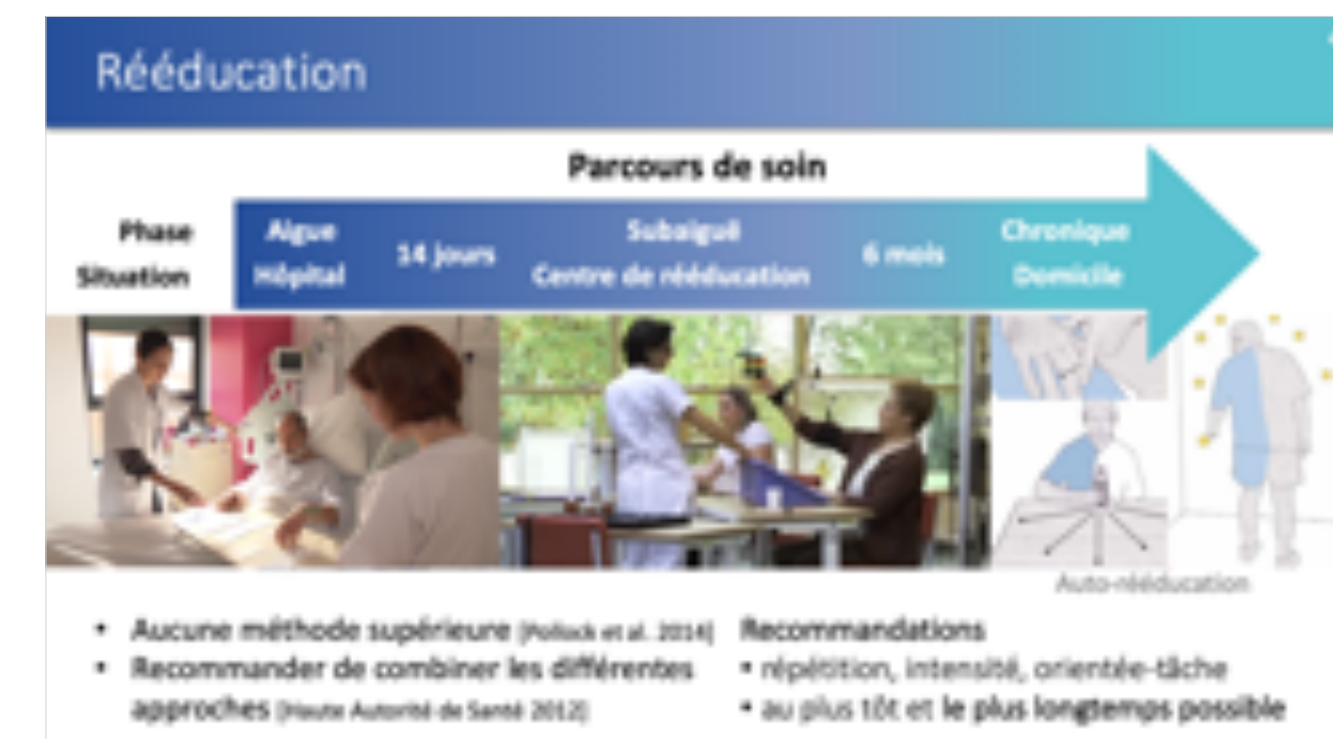 Rééducation
Parcours de soin
Phase
Situation
Aigue
Hôpital
14 jours
Subaiguë
Centre de rééducation
6 mois
Chronique
Domicile
Auto-rééducation
• Aucune méthode supérieure [Pollock et al. 2014]
• Recommander de combiner les différentes
approches [Haute Autorité de Santé 2012]
Recommandations
• répétition, intensité, orientée-tâche
• au plus tôt et le plus longtemps possible